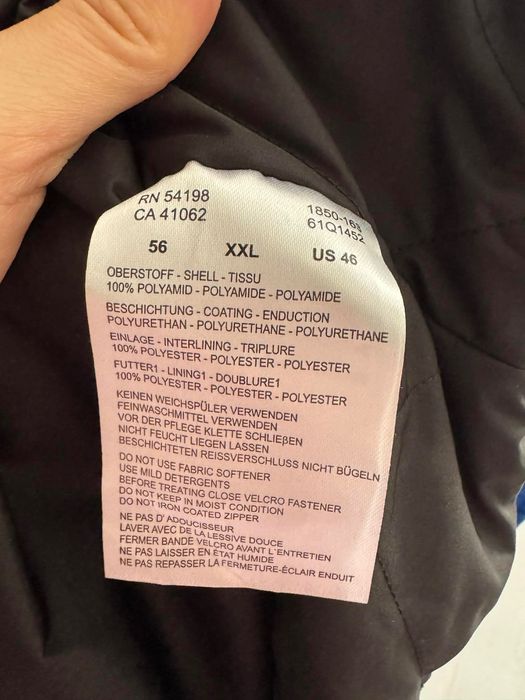 RN 54198
CA 41062
1850-163
61Q1452
56 XXL US 46
OBERSTOFF - SHELL - TISSU
100% POLYAMID - POLYAMIDE - POLYAMIDE
BESCHICHTUNG - COATING - ENDUCTION
POLYURETHAN - POLYURETHANE - POLYURETHANE
EINLAGE - INTERLINING - TRIPLURE
100% POLYESTER - POLYESTER - POLYESTER
FUTTER1 - LINING1 - DOUBLURE1
100% POLYESTER - POLYESTER - POLYESTER
KEINEN WEICHSPÜLER VERWENDEN
FEINWASCHMITTEL VERWENDEN
VOR DER PFLEGE KLETTE SCHLIEßEN
NICHT FEUCHT LIEGEN LASSEN
BESCHICHTETEN REISSVERSCHLUSS NICHT BÜGELN
DO NOT USE FABRIC SOFTENER
USE MILD DETERGENTS
BEFORE TREATING CLOSE VELCRO FASTENER
DO NOT KEEP IN MOIST CONDITION
DO NOT IRON COATED ZIPPER
NE PAS D'ADOUCISSEUR
LAVER AVEC DE LA LESSIVE DOUCE
FERMER BANDE VELCRO AVANT L'ENTRETIEN
NE PAS LAISSER EN ÉTAT HUMIDE
NE PAS REPASSER LA FERMETURE-ÉCLAIR ENDUIT